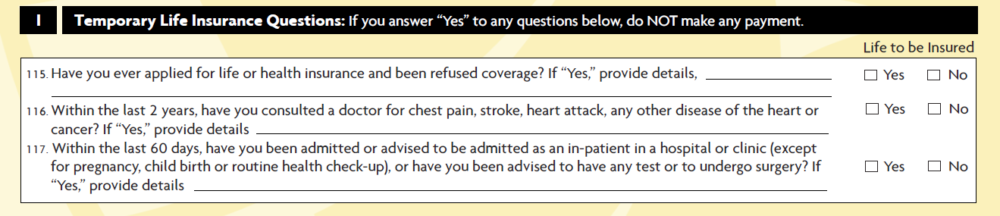 I Temporary Life Insurance Questions: If you answer “Yes” to any questions below, do NOT make any payment.
Life to be Insured
115. Have you ever applied for life or health insurance and been refused coverage? If “Yes,” provide details, Yes No
116. Within the last 2 years, have you consulted a doctor for chest pain, stroke, heart attack, any other disease of the heart or Yes No
cancer? If “Yes,” provide details
117. Within the last 60 days, have you been admitted or advised to be admitted as an in-patient in a hospital or clinic (except
for pregnancy, child birth or routine health check-up), or have you been advised to have any test or to undergo surgery? If Yes No
“Yes,” provide details